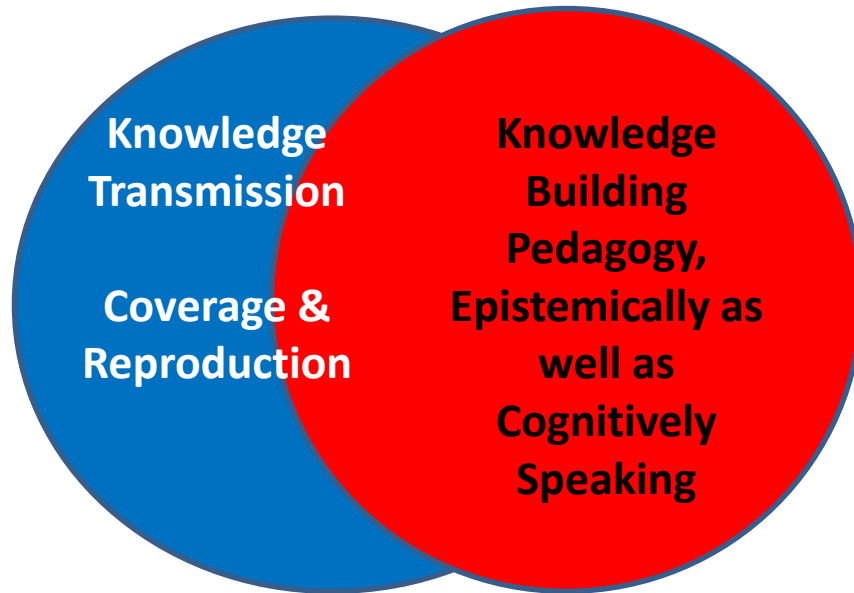 Knowledge
Transmission
Coverage &
Reproduction
Knowledge
Building
Pedagogy,
Epistemically as
well as
Cognitively
Speaking